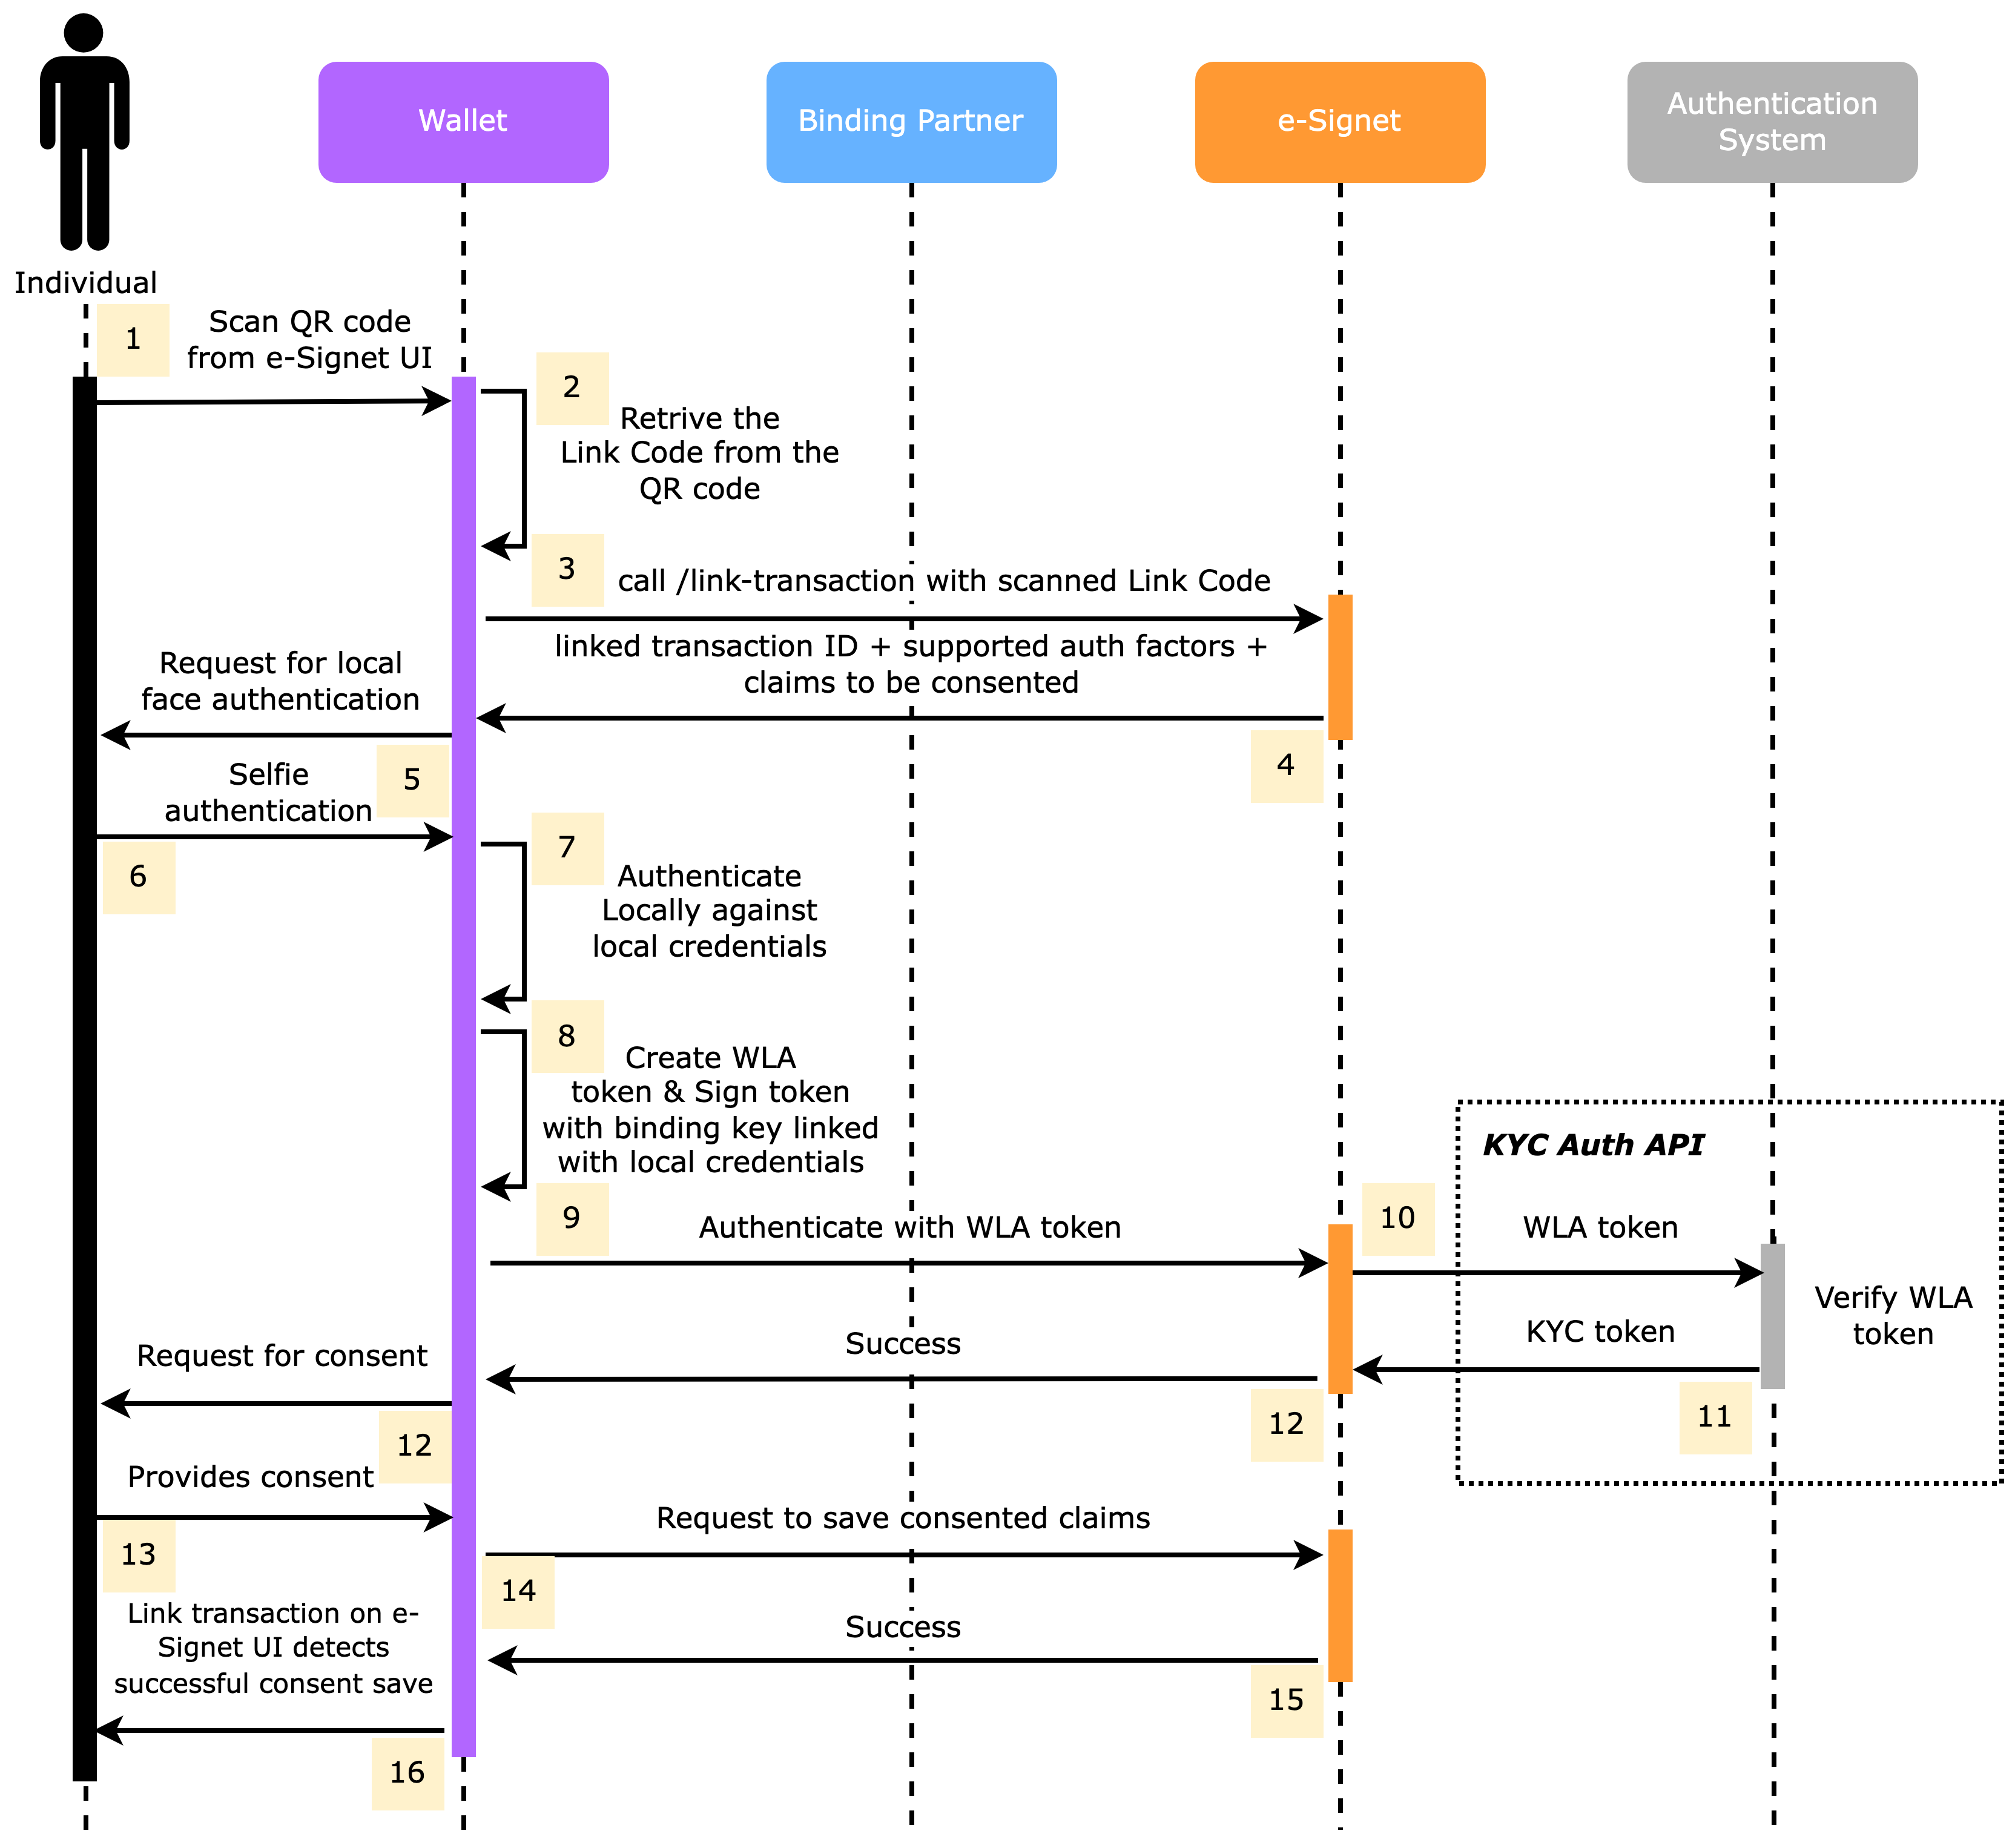 Wallet
Binding Partner
e-Signet
Authentication
System
Individual
1
Scan QR code
from e-Signet UI
2
Retrive the
Link Code from the
QR code
3
call /link-transaction with scanned Link Code
linked transaction ID + supported auth factors +
claims to be consented
4
Request for local
face authentication
5
Selfie
authentication
6
7
Authenticate
Locally against
local credentials
8
Create WLA
token & Sign token
with binding key linked
with local credentials
9
Authenticate with WLA token
KYC Auth API
10
WLA token
Verify WLA
token
KYC token
11
Success
12
Request for consent
12
Provides consent
13
Request to save consented claims
14
Success
15
Link transaction on e-
Signet UI detects
successful consent save
16